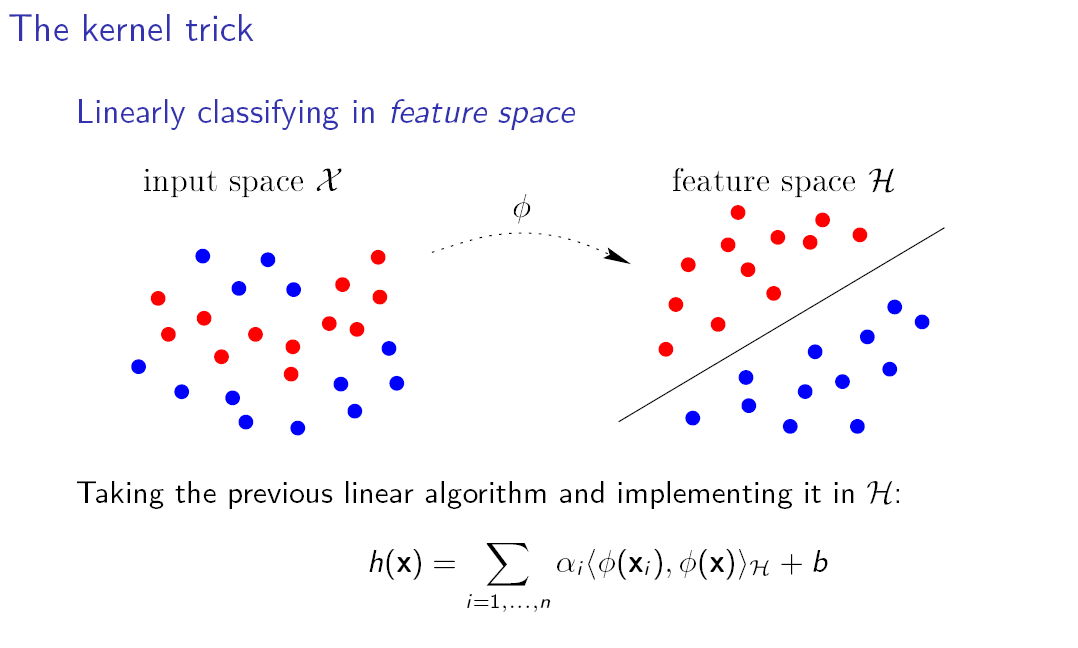 The kernel trick
Linearly classifying in feature space
input space 𝒳
feature space ℋ
ϕ
Taking the previous linear algorithm and implementing it in ℋ:
h(x) = ∑_{i=1,...,n} α_i⟨ϕ(x_i), ϕ(x)⟩_ℋ + b